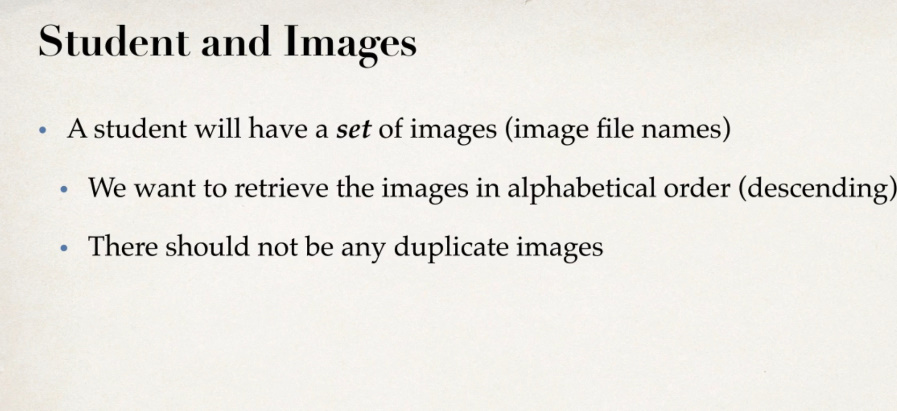 Student and Images
• A student will have a set of images (image file names)
• We want to retrieve the images in alphabetical order (descending)
• There should not be any duplicate images